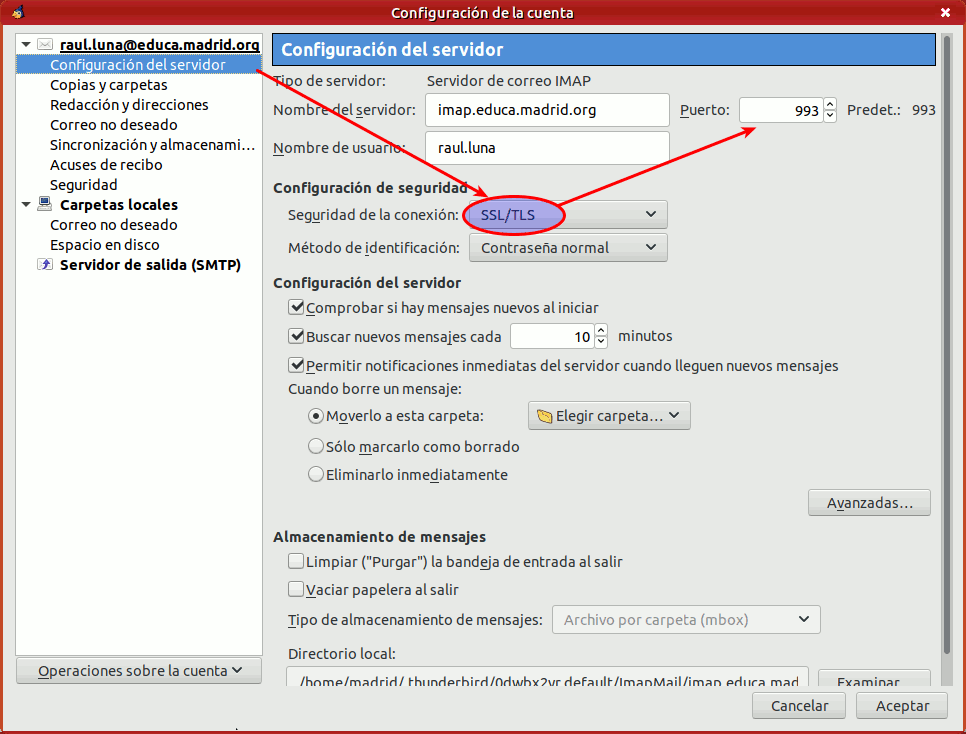 Configuración de la cuenta
raul.luna@educa.madrid.org
Configuración del servidor
Copias y carpetas
Redacción y direcciones
Correo no deseado
Sincronización y almacenami...
Acuses de recibo
Seguridad
Carpetas locales
Correo no deseado
Espacio en disco
Servidor de salida (SMTP)
Operaciones sobre la cuenta
Configuración del servidor
Tipo de servidor: Servidor de correo IMAP
Nombre del servidor: imap.educa.madrid.org Puerto: 993 Predet.: 993
Nombre de usuario: raul.luna
Configuración de seguridad
Seguridad de la conexión: SSL/TLS
Método de identificación: Contraseña normal
Configuración del servidor
Comprobar si hay mensajes nuevos al iniciar
Buscar nuevos mensajes cada 10 minutos
Permitir notificaciones inmediatas del servidor cuando lleguen nuevos mensajes
Cuando borre un mensaje:
Moverlo a esta carpeta: Elegir carpeta...
Sólo marcarlo como borrado
Eliminarlo inmediatamente
Avanzadas...
Almacenamiento de mensajes
Limpiar ("Purgar") la bandeja de entrada al salir
Vaciar papelera al salir
Tipo de almacenamiento de mensajes: Archivo por carpeta (mbox)
Directorio local:
/home/madrid/.thunderbird/0dwbx2vr.default/ImapMail/imap.educa.mad Examinar
Cancelar Aceptar